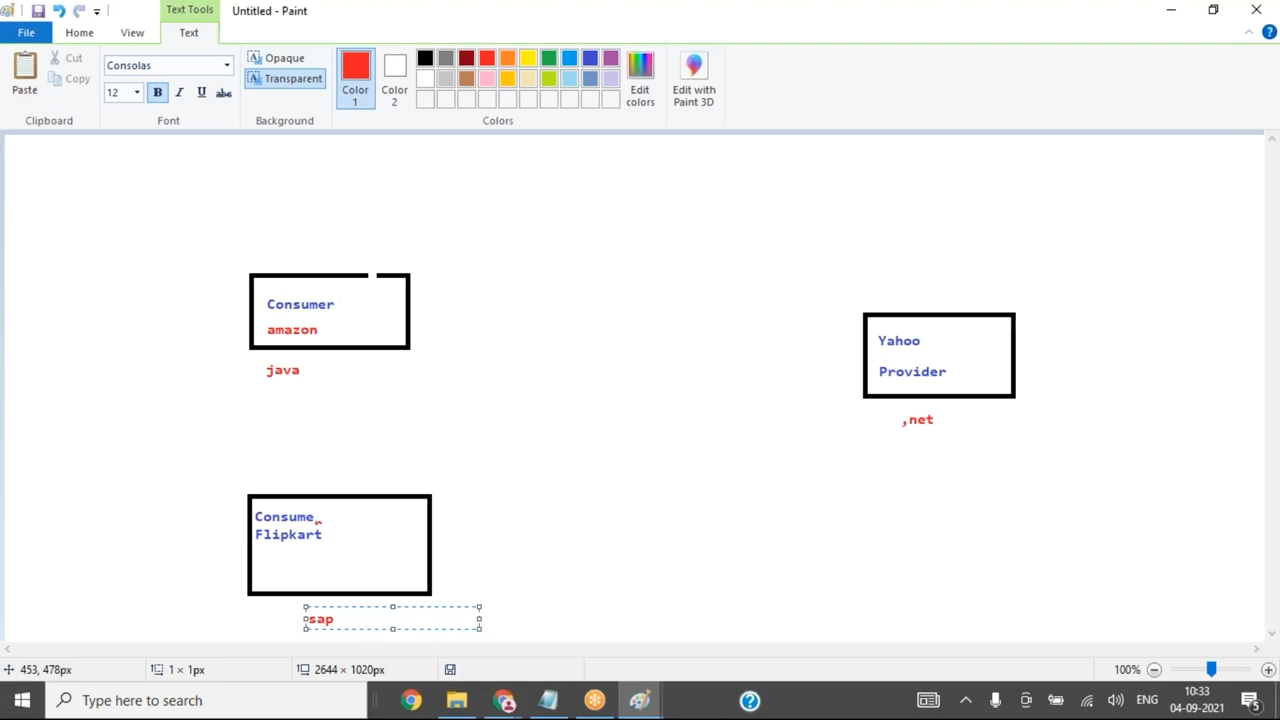 Text Tools
Untitled - Paint
File
Home
View
Text
Paste
Cut
Copy
Clipboard
Consolas
12
B
I
U
abc
Font
Opaque
Transparent
Background
Color
1
Color
2
Edit
colors
Colors
Edit with
Paint 3D
Consumer
amazon
java
Yahoo
Provider
,net
Consume
Flipkart
sap
453, 478px
1 × 1px
2644 × 1020px
100%
Type here to search
ENG
10:33
04-09-2021
5